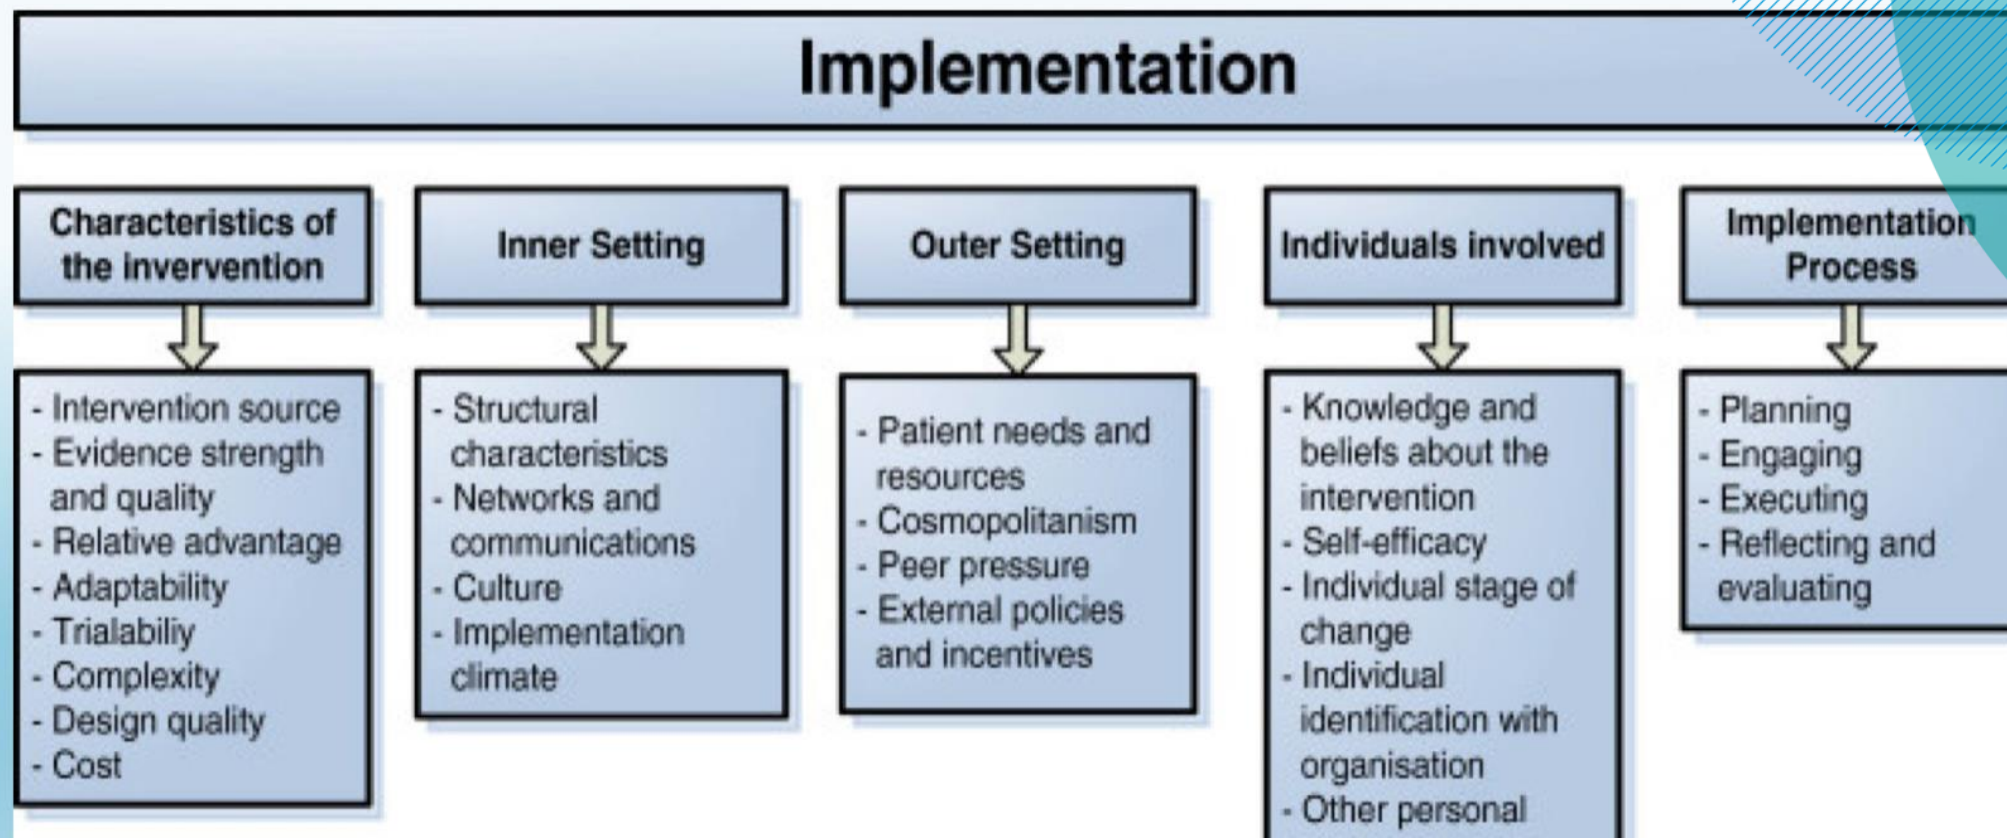 Implementation
Characteristics of
the invervention
- Intervention source
- Evidence strength
and quality
- Relative advantage
- Adaptability
- Trialabiliy
- Complexity
- Design quality
- Cost
Inner Setting
- Structural
characteristics
- Networks and
communications
- Culture
- Implementation
climate
Outer Setting
- Patient needs and
resources
- Cosmopolitanism
- Peer pressure
- External policies
and incentives
Individuals involved
- Knowledge and
beliefs about the
intervention
- Self-efficacy
- Individual stage of
change
- Individual
identification with
organisation
- Other personal
Implementation
Process
- Planning
- Engaging
- Executing
- Reflecting and
evaluating